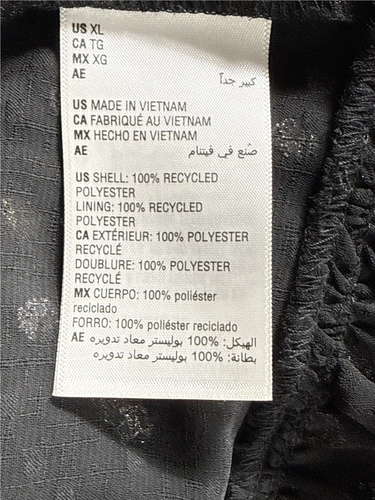 US XL
CA TG
MX XG
AE كبير جداً
US MADE IN VIETNAM
CA FABRIQUÉ AU VIETNAM
MX HECHO EN VIETNAM
AE صُنع في فيتنام
US SHELL: 100% RECYCLED
POLYESTER
LINING: 100% RECYCLED
POLYESTER
CA EXTÉRIEUR: 100% POLYESTER
RECYCLÉ
DOUBLURE: 100% POLYESTER
RECYCLÉ
MX CUERPO: 100% poliéster
reciclado
FORRO: 100% poliéster reciclado
AE الهيكل: 100% بوليستر معاد تدويره
بطانة: 100% بوليستر معاد تدويره